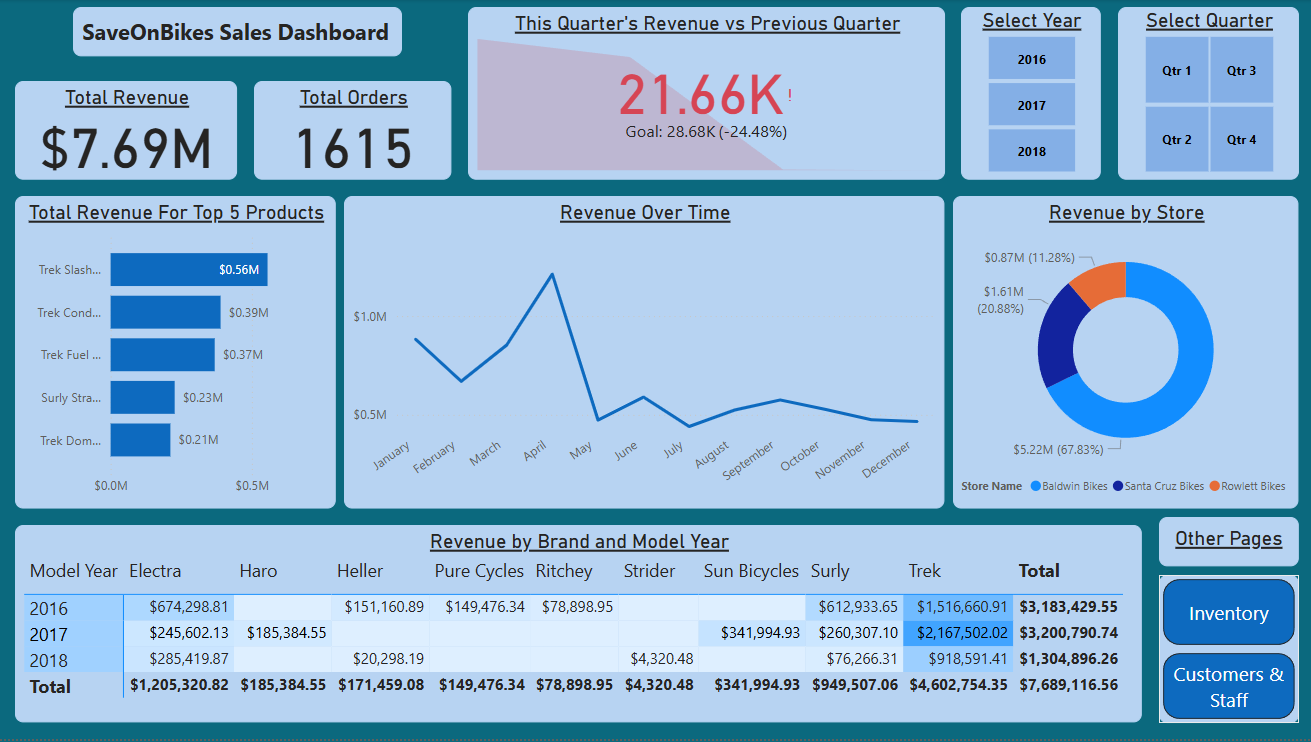 SaveOnBikes Sales Dashboard
This Quarter's Revenue vs Previous Quarter
21.66K!
Goal: 28.68K (-24.48%)
Select Year
2016
2017
2018
Select Quarter
Qtr 1 Qtr 3
Qtr 2 Qtr 4
Total Revenue
$7.69M
Total Orders
1615
Total Revenue For Top 5 Products
Trek Slash... $0.56M
Trek Cond... $0.39M
Trek Fuel ... $0.37M
Surly Stra... $0.23M
Trek Dom... $0.21M
$0.0M $0.5M
Revenue Over Time
$1.0M
$0.5M
January February March April May June July August September October November December
Revenue by Store
$0.87M (11.28%)
$1.61M
(20.88%)
$5.22M (67.83%)
Store Name Baldwin Bikes Santa Cruz Bikes Rowlett Bikes
Revenue by Brand and Model Year
Model Year Electra Haro Heller Pure Cycles Ritchey Strider Sun Bicycles Surly Trek Total
2016 $674,298.81 $151,160.89 $149,476.34 $78,898.95 $612,933.65 $1,516,660.91 $3,183,429.55
2017 $245,602.13 $185,384.55 $341,994.93 $260,307.10 $2,167,502.02 $3,200,790.74
2018 $285,419.87 $20,298.19 $4,320.48 $76,266.31 $918,591.41 $1,304,896.26
Total $1,205,320.82 $185,384.55 $171,459.08 $149,476.34 $78,898.95 $4,320.48 $341,994.93 $949,507.06 $4,602,754.35 $7,689,116.56
Other Pages
Inventory
Customers &
Staff